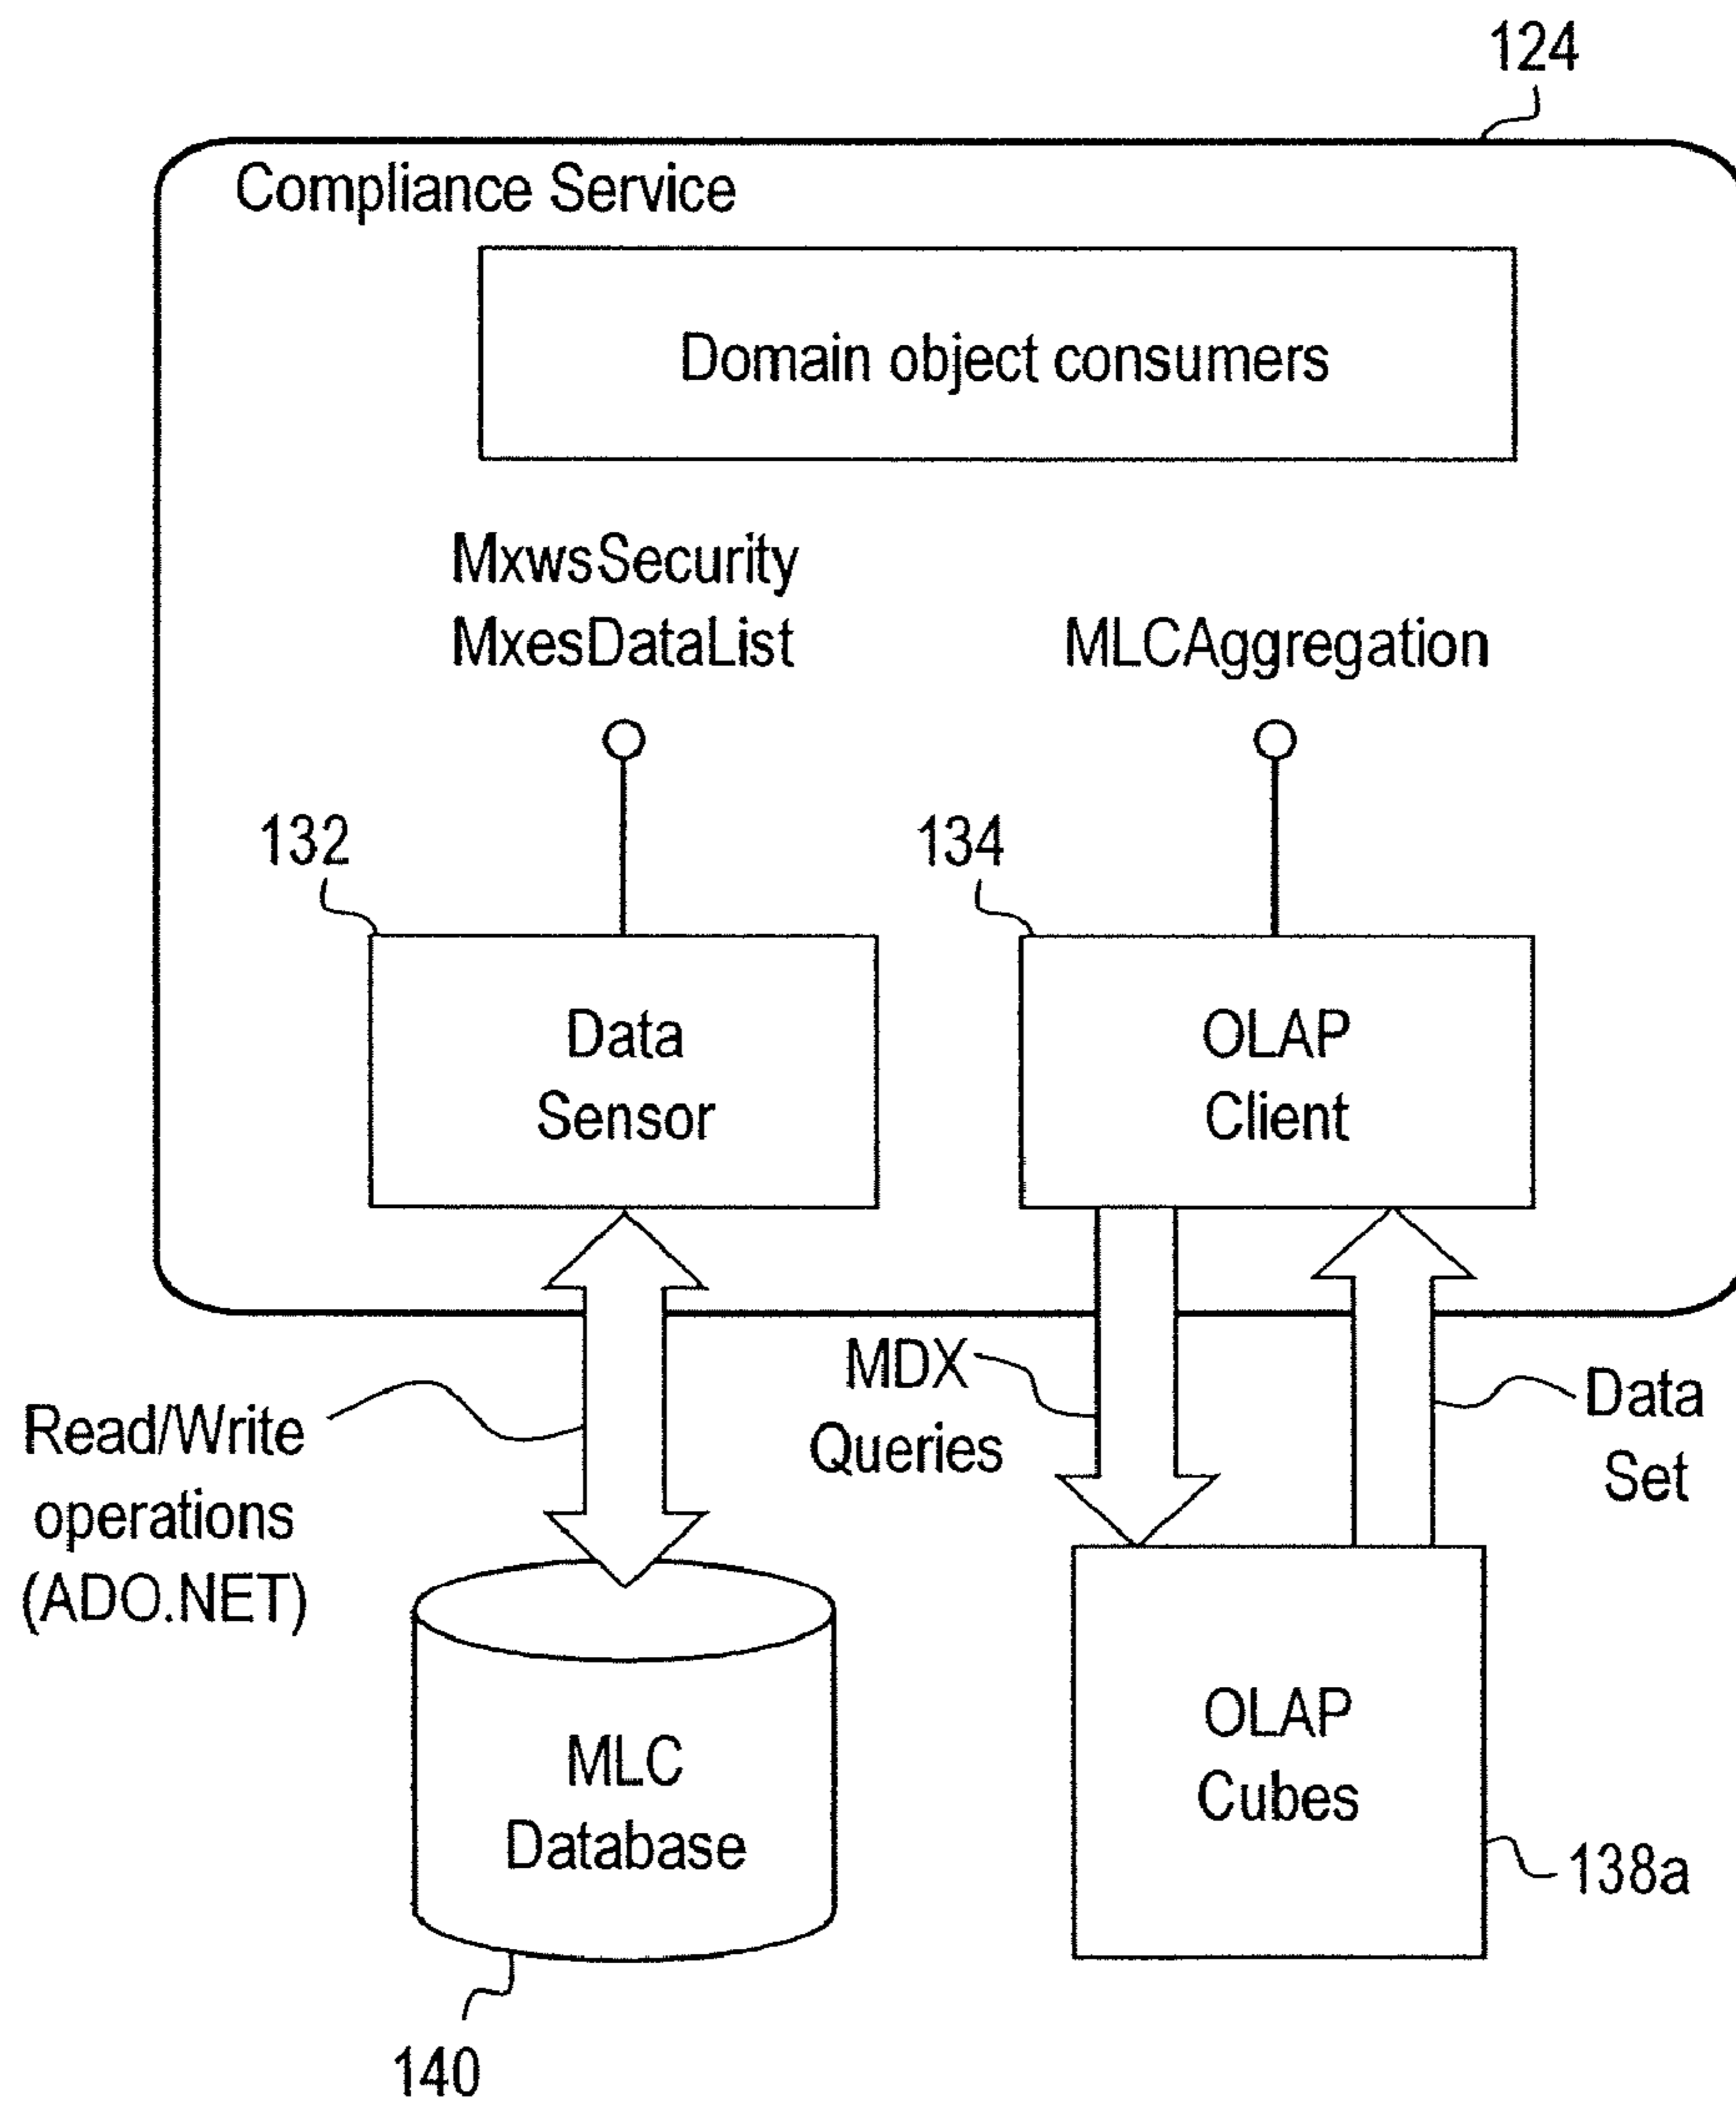 124
Compliance Service
Domain object consumers
MxwsSecurity
MxesDataList
MLCAggregation
132
134
Data
Sensor
OLAP
Client
Read/Write
operations
(ADO.NET)
MDX
Queries
Data
Set
MLC
Database
OLAP
Cubes
138a
140